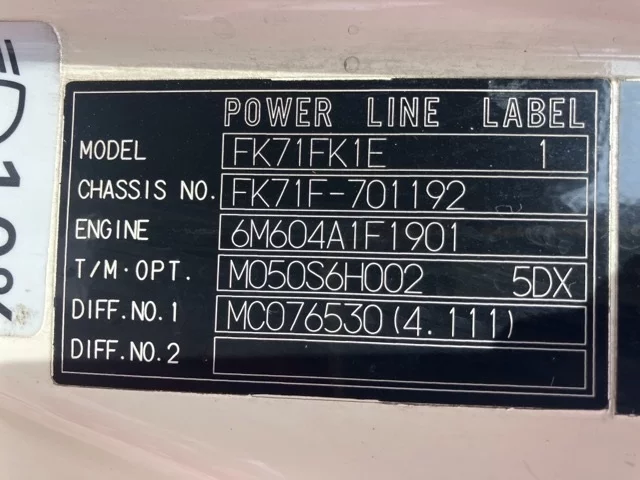 POWER LINE LABEL
MODEL FK71FK1E 1
CHASSIS NO. FK71F-701192
ENGINE 6M604A1F1901
T/M·OPT. M050S6H002 5DX
DIFF.NO.1 MC076530(4.111)
DIFF.NO.2